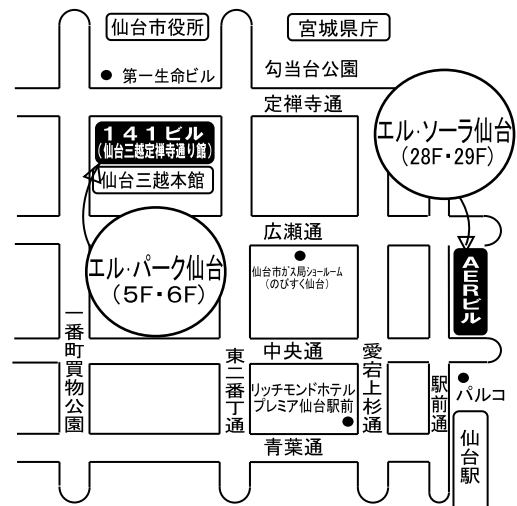 仙台市役所
宮城県庁
第一生命ビル
勾当台公園
定禅寺通
エル・ソーラ仙台
(28F・29F)
141ビル
(仙台三越定禅寺通り館)
仙台三越本館
広瀬通
エル・パーク仙台
(5F・6F)
仙台市ガス局ショールーム
(のびすく仙台)
AERビル
一番町買物公園
東二番丁通
中央通
愛宕上杉通
駅前通
パルコ
リッチモンドホテル
プレミア仙台駅前
青葉通
仙台駅